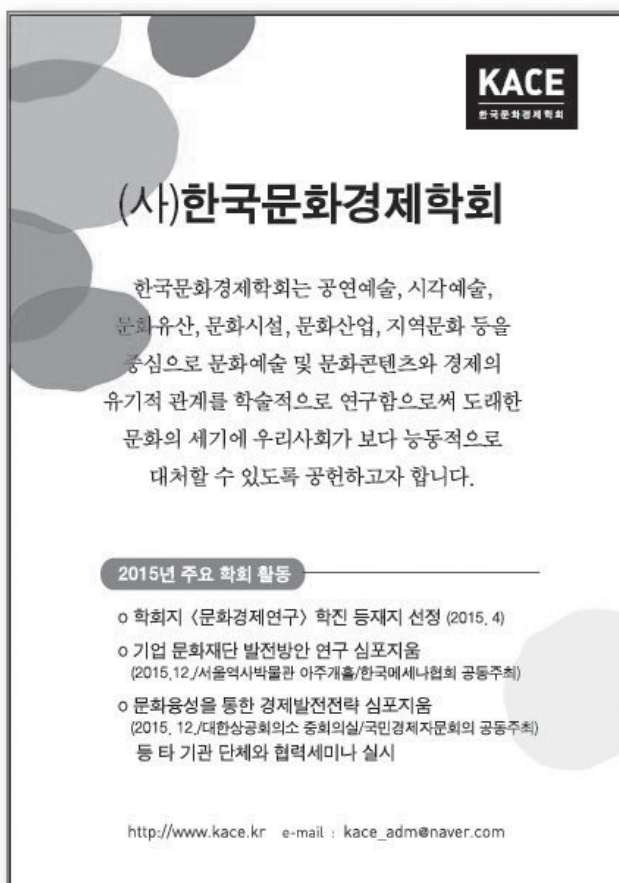 KACE
한국문화경제학회
(사)한국문화경제학회
한국문화경제학회는 공연예술, 시각예술,
문화유산, 문화시설, 문화산업, 지역문화 등을
중심으로 문화예술 및 문화콘텐츠와 경제의
유기적 관계를 학술적으로 연구함으로써 도래한
문화의 세기에 우리사회가 보다 능동적으로
대처할 수 있도록 공헌하고자 합니다.
2015년 주요 학회 활동
o 학회지 〈문화경제연구〉 학진 등재지 선정 (2015. 4)
o 기업 문화재단 발전방안 연구 심포지움
(2015.12./서울역사박물관 아주개홀/한국메세나협회 공동주최)
o 문화융성을 통한 경제발전전략 심포지움
(2015. 12./대한상공회의소 중회의실/국민경제자문회의 공동주최)
등 타 기관 단체와 협력세미나 실시
http://www.kace.kr e-mail : kace_adm@naver.com